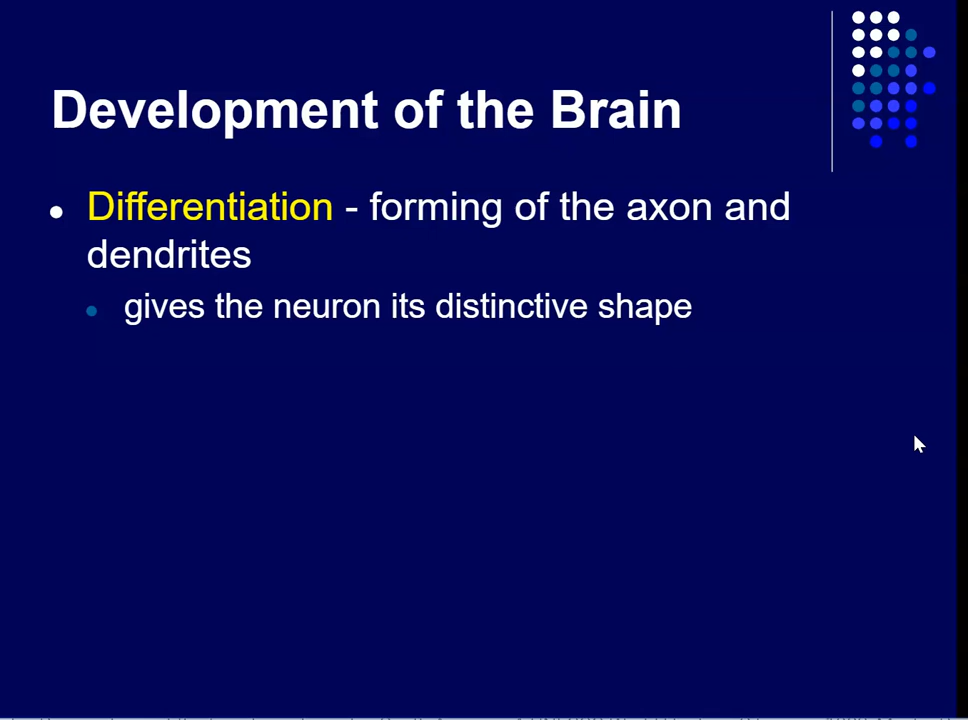 Development of the Brain
Differentiation - forming of the axon and
dendrites
gives the neuron its distinctive shape